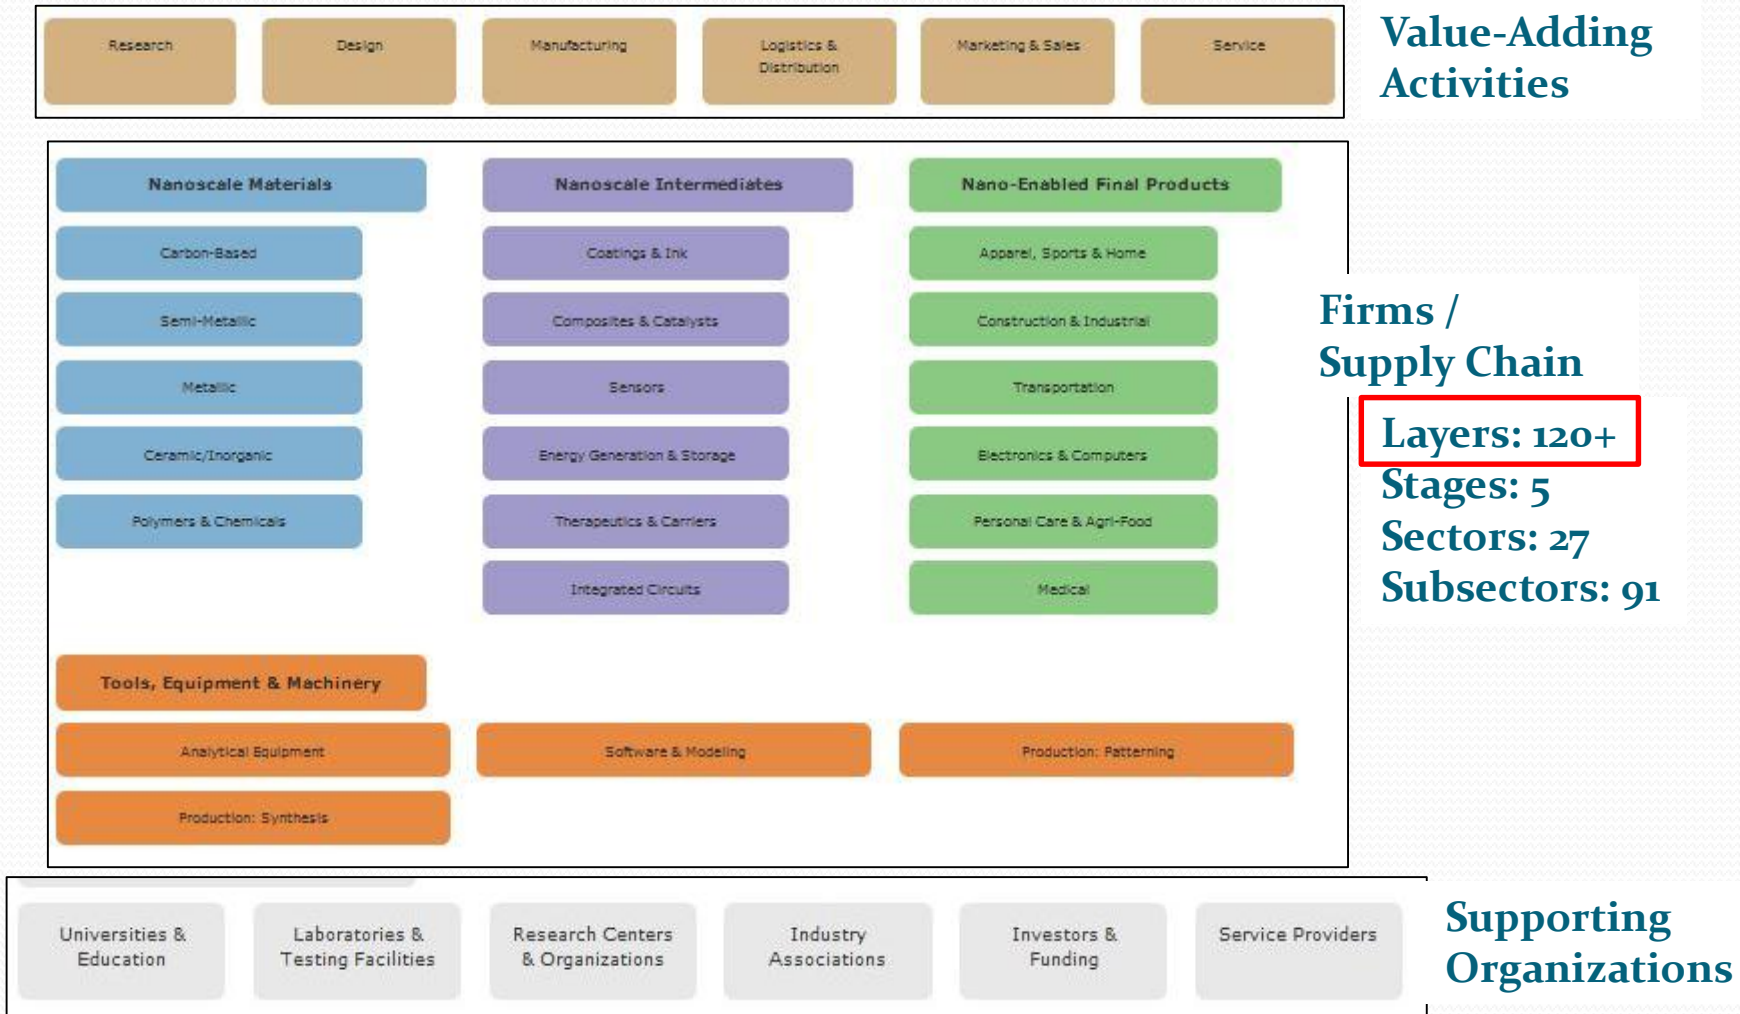 Research
Design
Manufacturing
Logistics &
Distribution
Marketing & Sales
Service
Value-Adding
Activities
Nanoscale Materials
Carbon-Based
Semi-Metallic
Metallic
Ceramic/Inorganic
Polymers & Chemicals
Nanoscale Intermediates
Coatings & Ink
Composites & Catalysts
Sensors
Energy Generation & Storage
Therapeutics & Carriers
Integrated Circuits
Nano-Enabled Final Products
Apparel, Sports & Home
Construction & Industrial
Transportation
Electronics & Computers
Personal Care & Agri-Food
Medical
Firms /
Supply Chain
Layers: 120+
Stages: 5
Sectors: 27
Subsectors: 91
Tools, Equipment & Machinery
Analytical Equipment
Software & Modeling
Production: Patterning
Production: Synthesis
Universities &
Education
Laboratories &
Testing Facilities
Research Centers
& Organizations
Industry
Associations
Investors &
Funding
Service Providers
Supporting
Organizations